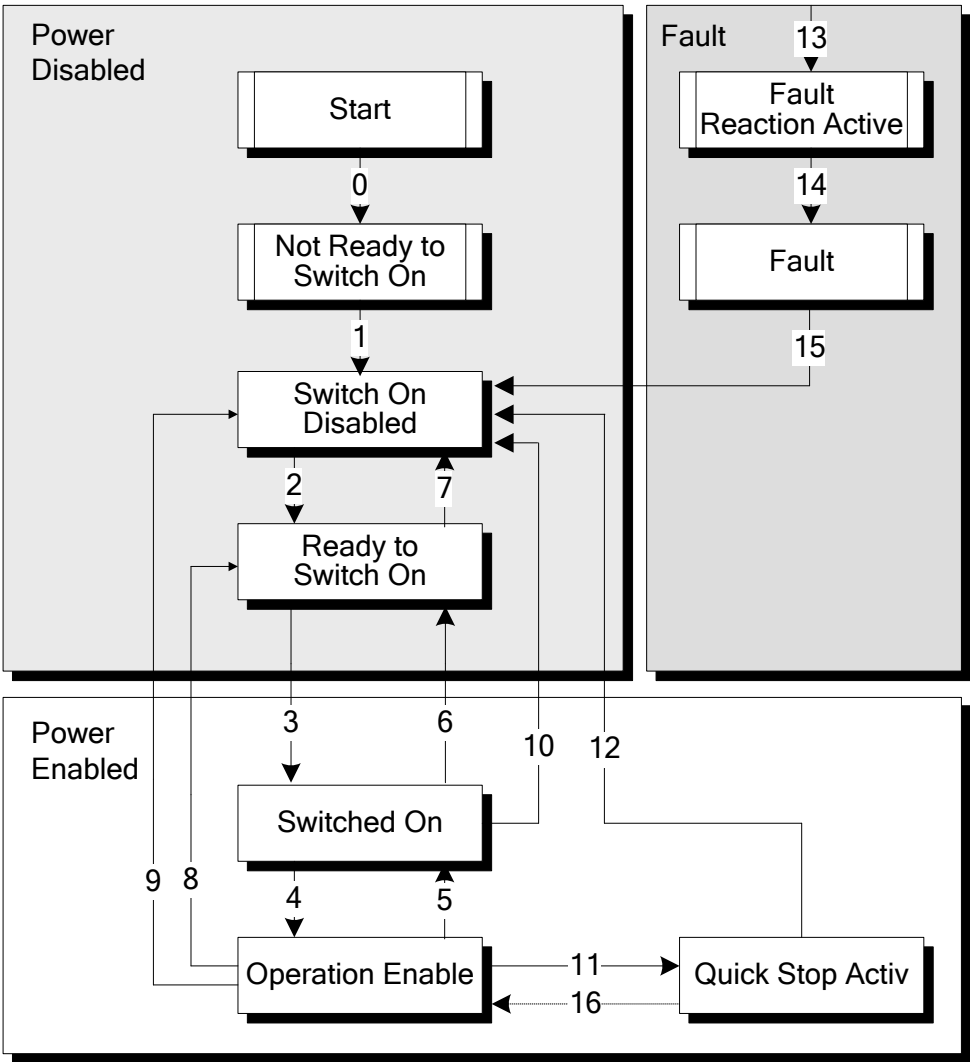 Power
Disabled
Start
0
Not Ready to
Switch On
1
Switch On
Disabled
2
7
Ready to
Switch On
Fault
13
Fault
Reaction Active
14
Fault
15
Power
Enabled
3
6
10
12
Switched On
9
8
4
5
Operation Enable
11
16
Quick Stop Activ